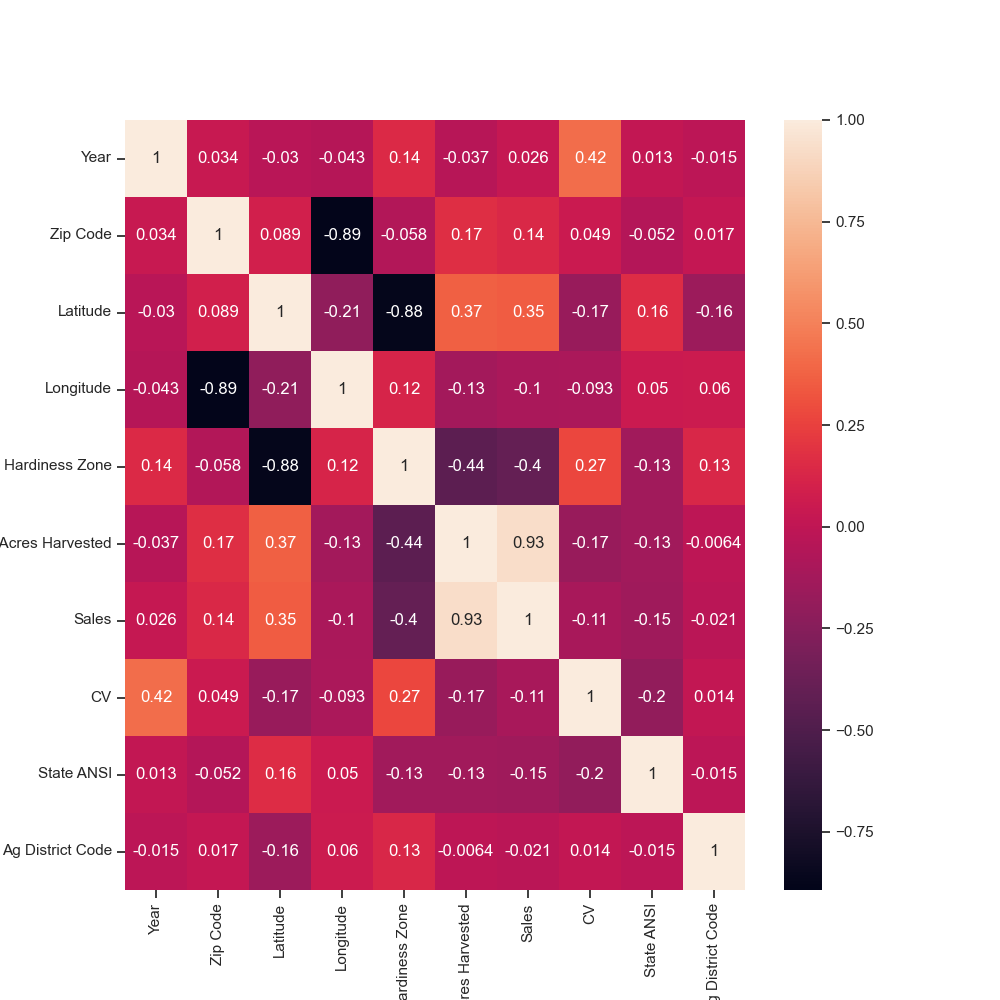 1.00
Year 1 0.034 -0.03 -0.043 0.14 -0.037 0.026 0.42 0.013 -0.015
Zip Code 0.034 1 0.089 -0.89 -0.058 0.17 0.14 0.049 -0.052 0.017
0.75
Latitude -0.03 0.089 1 -0.21 -0.88 0.37 0.35 -0.17 0.16 -0.16
0.50
Longitude -0.043 -0.89 -0.21 1 0.12 -0.13 -0.1 -0.093 0.05 0.06
0.25
Hardiness Zone 0.14 -0.058 -0.88 0.12 1 -0.44 -0.4 0.27 -0.13 0.13
0.00
Acres Harvested -0.037 0.17 0.37 -0.13 -0.44 1 0.93 -0.17 -0.13 -0.0064
Sales 0.026 0.14 0.35 -0.1 -0.4 0.93 1 -0.11 -0.15 -0.021
−0.25
CV 0.42 0.049 -0.17 -0.093 0.27 -0.17 -0.11 1 -0.2 0.014
−0.50
State ANSI 0.013 -0.052 0.16 0.05 -0.13 -0.13 -0.15 -0.2 1 -0.015
−0.75
Ag District Code -0.015 0.017 -0.16 0.06 0.13 -0.0064 -0.021 0.014 -0.015 1
Year
Zip Code
Latitude
Longitude
ardiness Zone
res Harvested
Sales
CV
State ANSI
g District Code